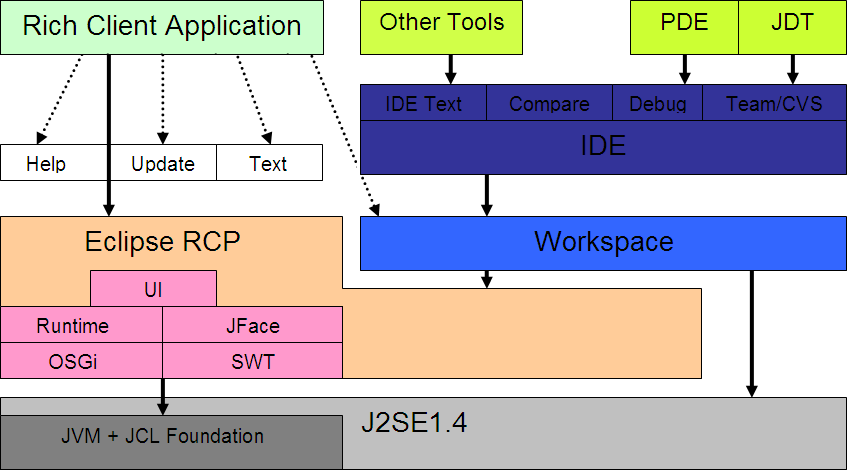 Rich Client Application
Other Tools
PDE
JDT
IDE Text
Compare
Debug
Team/CVS
IDE
Help
Update
Text
Eclipse RCP
Workspace
UI
Runtime
JFace
OSGi
SWT
J2SE1.4
JVM + JCL Foundation